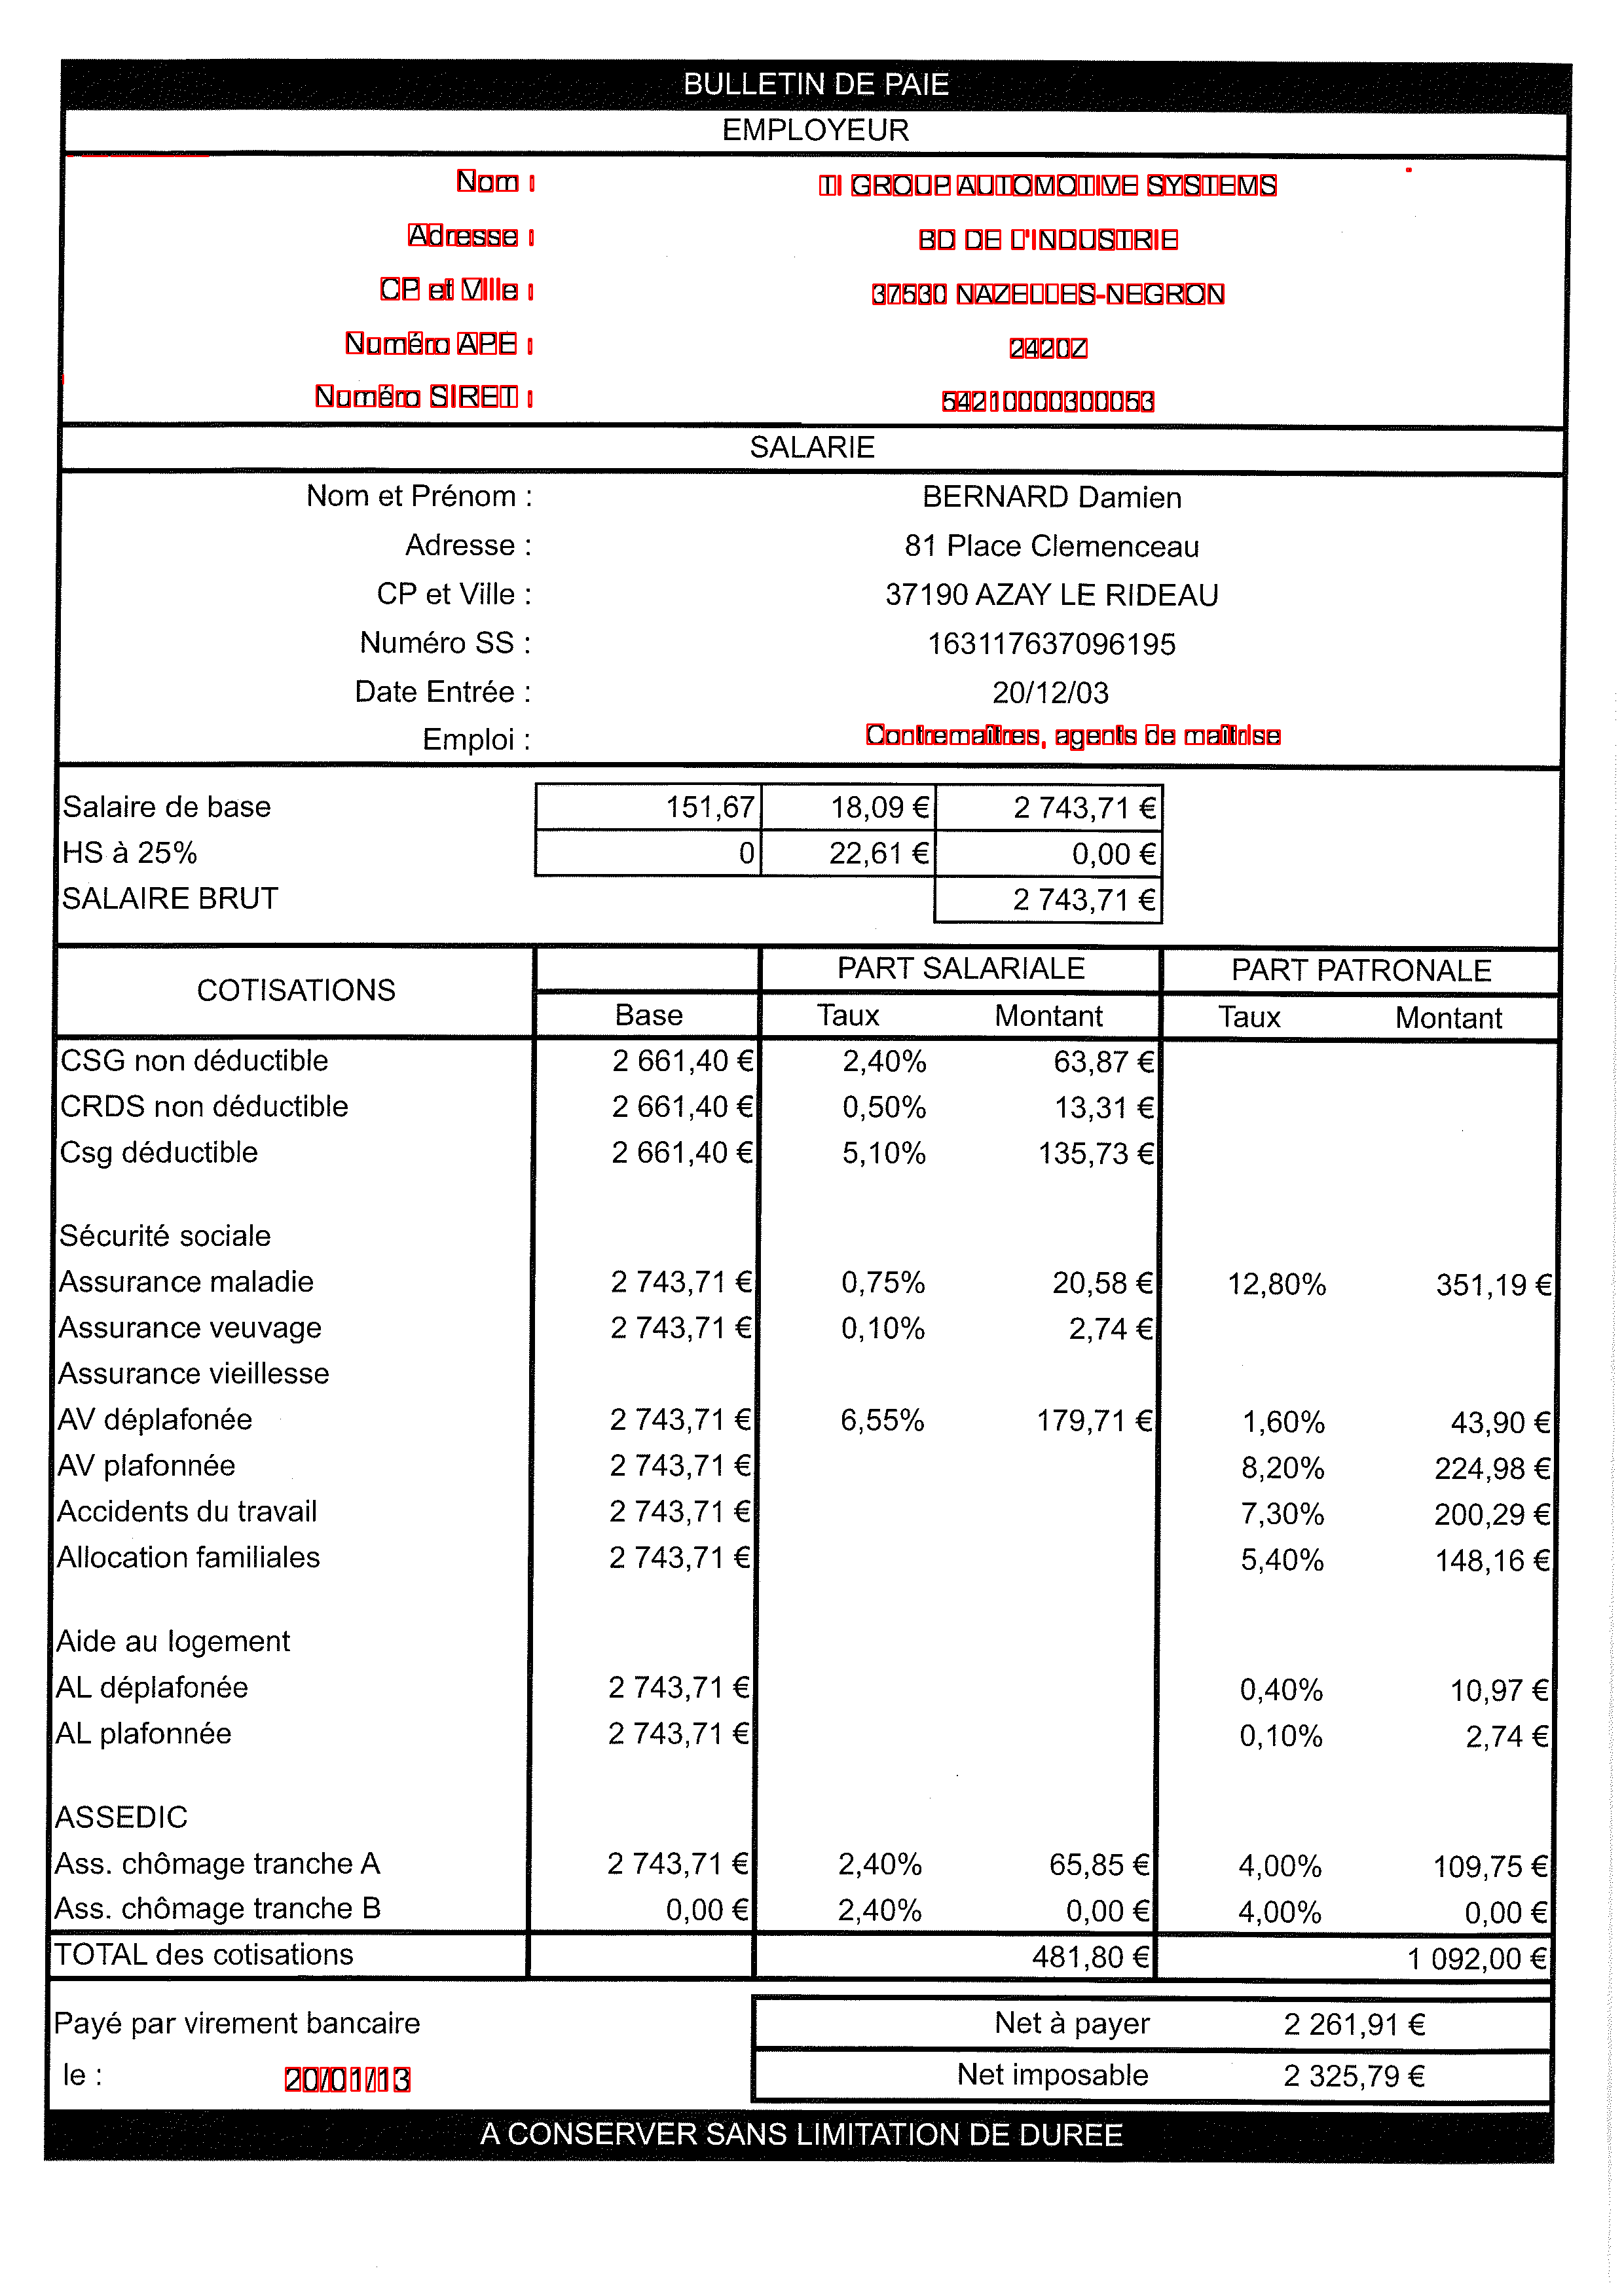 BULLETIN DE PAIE
EMPLOYEUR
Nom : TI GROUP AUTOMOTIVE SYSTEMS
Adresse : BD DE L'INDUSTRIE
CP et Ville : 37530 NAZELLES-NEGRON
Numéro APE : 2420Z
Numéro SIRET : 54210000300053
SALARIE
Nom et Prénom : BERNARD Damien
Adresse : 81 Place Clemenceau
CP et Ville : 37190 AZAY LE RIDEAU
Numéro SS : 163117637096195
Date Entrée : 20/12/03
Emploi : Contremaîtres, agents de maîtrise
Salaire de base 151,67 18,09 € 2 743,71 €
HS à 25% 0 22,61 € 0,00 €
SALAIRE BRUT 2 743,71 €
COTISATIONS PART SALARIALE PART PATRONALE
Base Taux Montant Taux Montant
CSG non déductible 2 661,40 € 2,40% 63,87 €
CRDS non déductible 2 661,40 € 0,50% 13,31 €
Csg déductible 2 661,40 € 5,10% 135,73 €
Sécurité sociale
Assurance maladie 2 743,71 € 0,75% 20,58 € 12,80% 351,19 €
Assurance veuvage 2 743,71 € 0,10% 2,74 €
Assurance vieillesse
AV déplafonée 2 743,71 € 6,55% 179,71 € 1,60% 43,90 €
AV plafonnée 2 743,71 € 8,20% 224,98 €
Accidents du travail 2 743,71 € 7,30% 200,29 €
Allocation familiales 2 743,71 € 5,40% 148,16 €
Aide au logement
AL déplafonée 2 743,71 € 0,40% 10,97 €
AL plafonnée 2 743,71 € 0,10% 2,74 €
ASSEDIC
Ass. chômage tranche A 2 743,71 € 2,40% 65,85 € 4,00% 109,75 €
Ass. chômage tranche B 0,00 € 2,40% 0,00 € 4,00% 0,00 €
TOTAL des cotisations 481,80 € 1 092,00 €
Payé par virement bancaire Net à payer 2 261,91 €
le : 20/01/13 Net imposable 2 325,79 €
A CONSERVER SANS LIMITATION DE DUREE